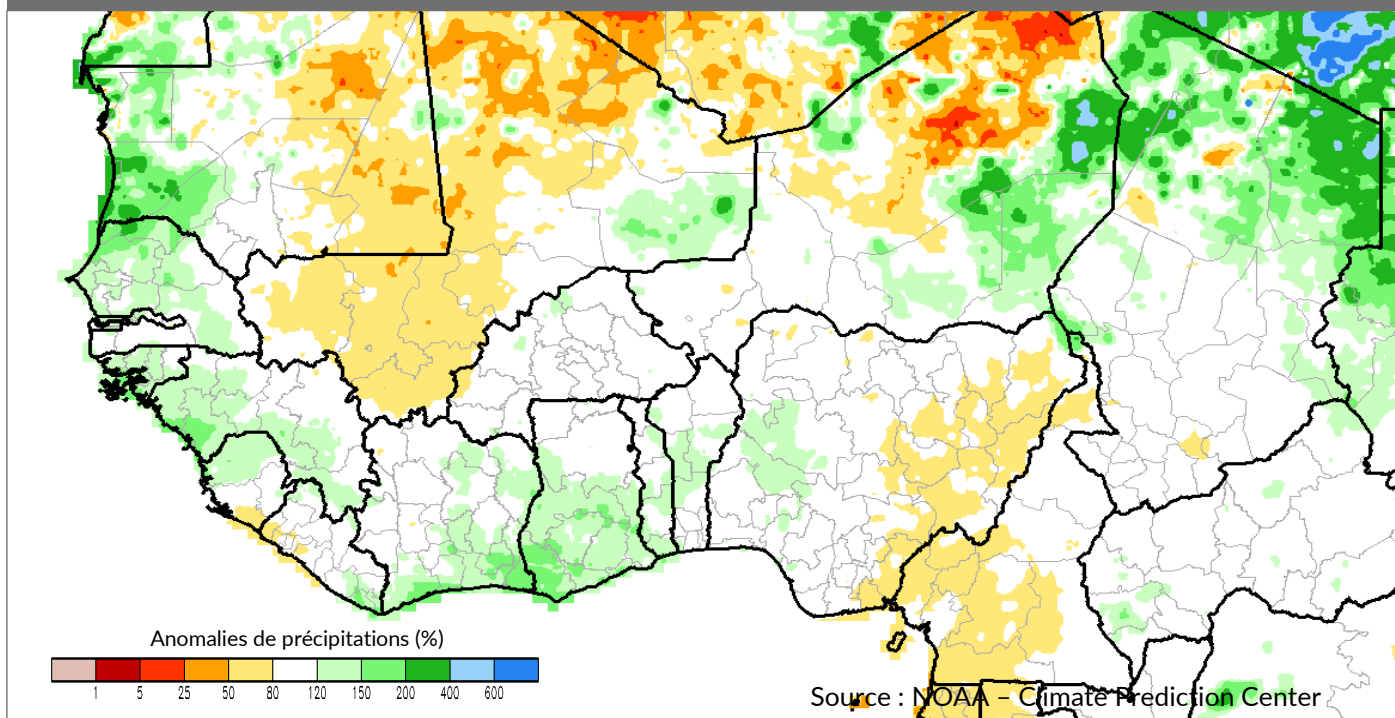 Anomalies de précipitations (%)
1 5 25 50 80 120 150 200 400 600
Source : NOAA – Climate Prediction Center